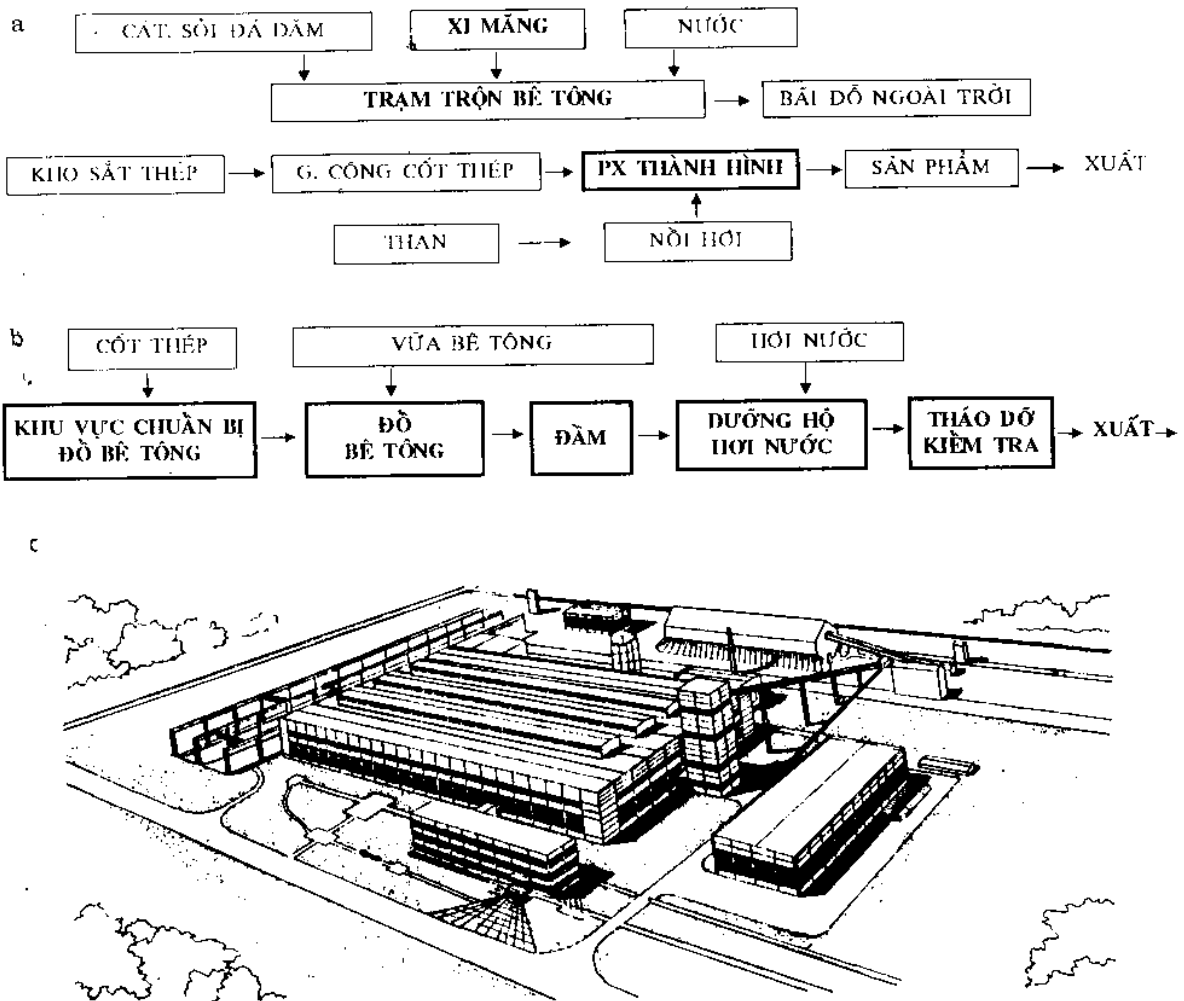 a
CÁT. SỎI ĐÁ DĂM
XI MĂNG
NƯỚC
TRẠM TRỘN BÊ TÔNG
BÃI DỠ NGOÀI TRỜI
KHO SẮT THÉP
G. CÔNG CỐT THÉP
PX THÀNH HÌNH
SẢN PHẨM
XUẤT
THAN
NỒI HƠI
b
CỐT THÉP
VỮA BÊ TÔNG
HƠI NƯỚC
KHU VỰC CHUẨN BỊ
ĐỒ BÊ TÔNG
ĐỒ
BÊ TÔNG
ĐẦM
DƯỠNG HỘ
HƠI NƯỚC
THÁO DỠ
KIỂM TRA
XUẤT
c